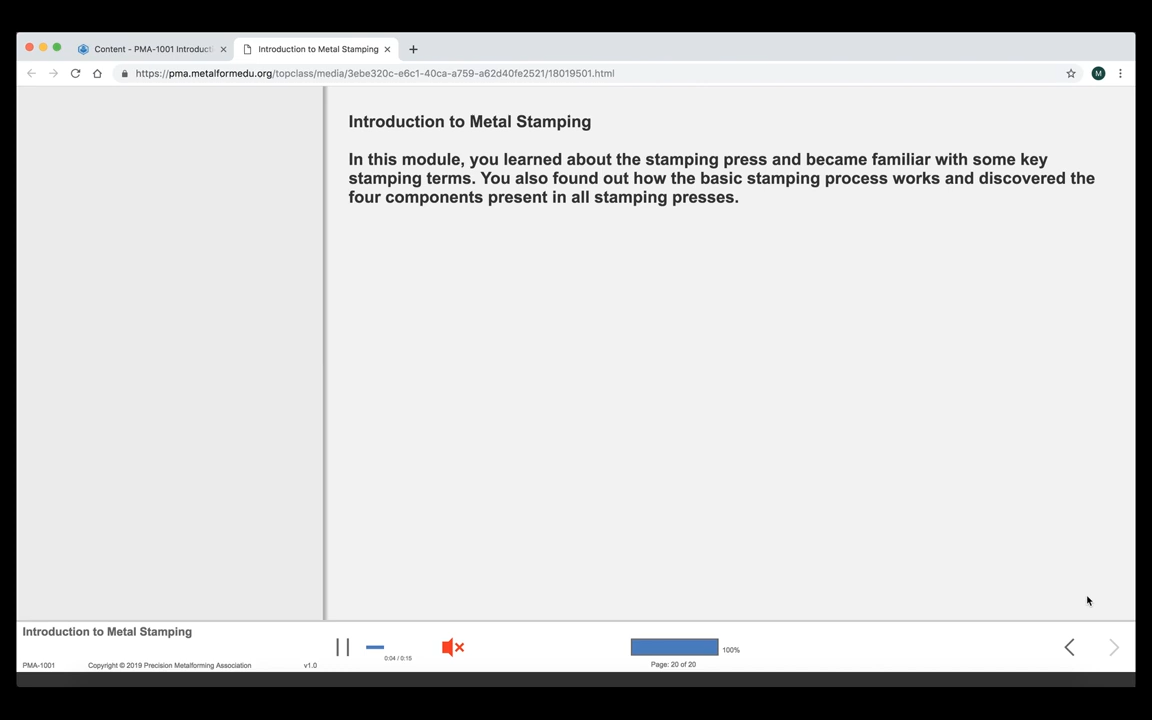 Content - PMA-1001 Introducti
Introduction to Metal Stamping
M
https://pma.metalformedu.org/topclass/media/3ebe320c-e6c1-40ca-a759-a62d40fe2521/18019501.html
Introduction to Metal Stamping
In this module, you learned about the stamping press and became familiar with some key
stamping terms. You also found out how the basic stamping process works and discovered the
four components present in all stamping presses.
Introduction to Metal Stamping
PMA-1001 Copyright © 2019 Precision Metalforming Association v1.0
0:04 / 0:15
100%
Page: 20 of 20